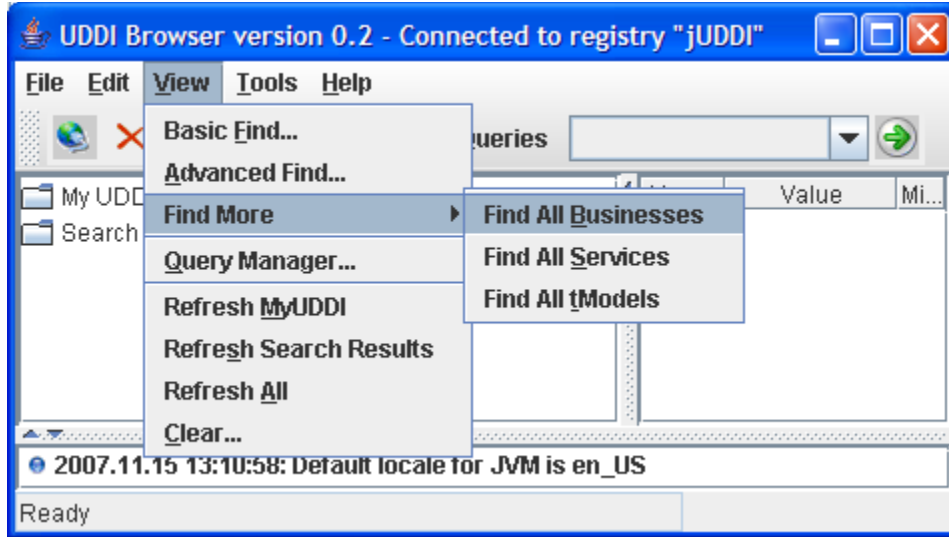 UDDI Browser version 0.2 - Connected to registry "jUDDI"
File Edit View Tools Help
Basic Find...
Advanced Find...
Find More
Query Manager...
Refresh MyUDDI
Refresh Search Results
Refresh All
Clear...
Find All Businesses
Find All Services
Find All tModels
My UDD
Search
Value Mi...
2007.11.15 13:10:58: Default locale for JVM is en_US
Ready